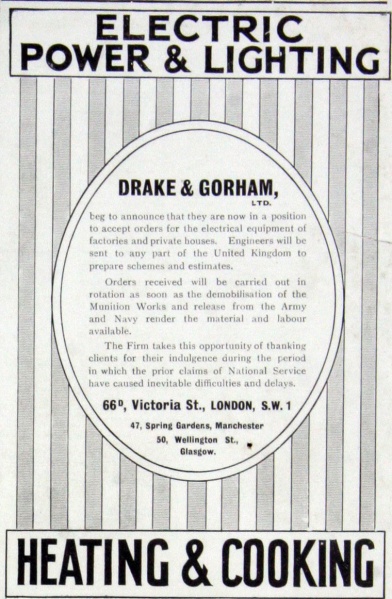 ELECTRIC
POWER & LIGHTING
DRAKE & GORHAM,
LTD.
beg to announce that they are now in a position
to accept orders for the electrical equipment of
factories and private houses. Engineers will be
sent to any part of the United Kingdom to
prepare schemes and estimates.
Orders received will be carried out in
rotation as soon as the demobilisation of the
Munition Works and release from the Army
and Navy render the material and labour
available.
The Firm takes this opportunity of thanking
clients for their indulgence during the period
in which the prior claims of National Service
have caused inevitable difficulties and delays.
66D, Victoria St., LONDON, S.W. 1
47, Spring Gardens, Manchester
50, Wellington St.,
Glasgow.
HEATING & COOKING